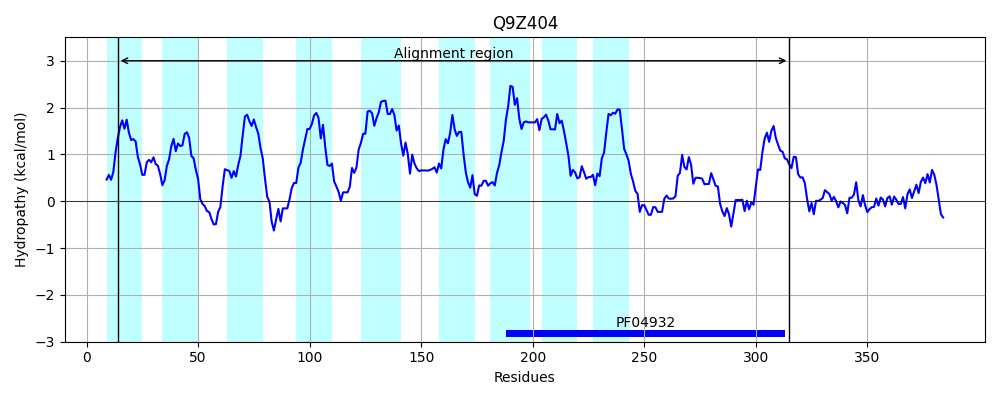 Q9Z404
Alignment region
Hydropathy (kcal/mol)
3
2
1
0
−1
−2
−3
PF04932
0 50 100 150 200 250 300 350
Residues